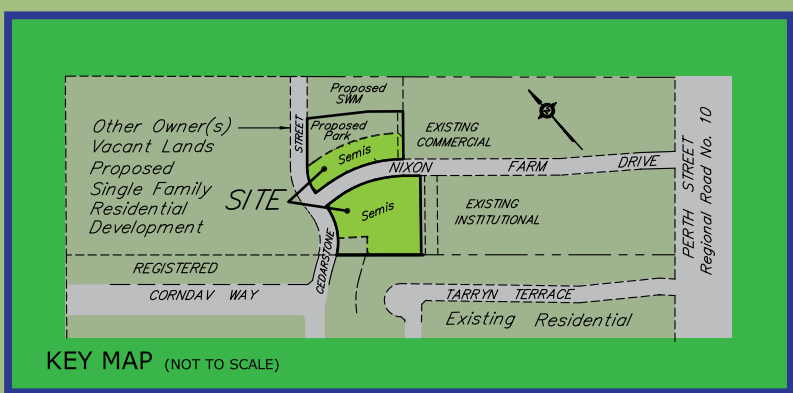 Proposed
SWM
Other Owner(s)
Vacant Lands
Proposed
Single Family
Residential
Development
STREET
Proposed
Park
Semis
EXISTING
COMMERCIAL
NIXON FARM DRIVE
SITE
Semis
EXISTING
INSTITUTIONAL
PERTH STREET
Regional Road No. 10
CEDARSTONE
REGISTERED
CORNDAV WAY
TARRYN TERRACE
Existing Residential
KEY MAP (NOT TO SCALE)